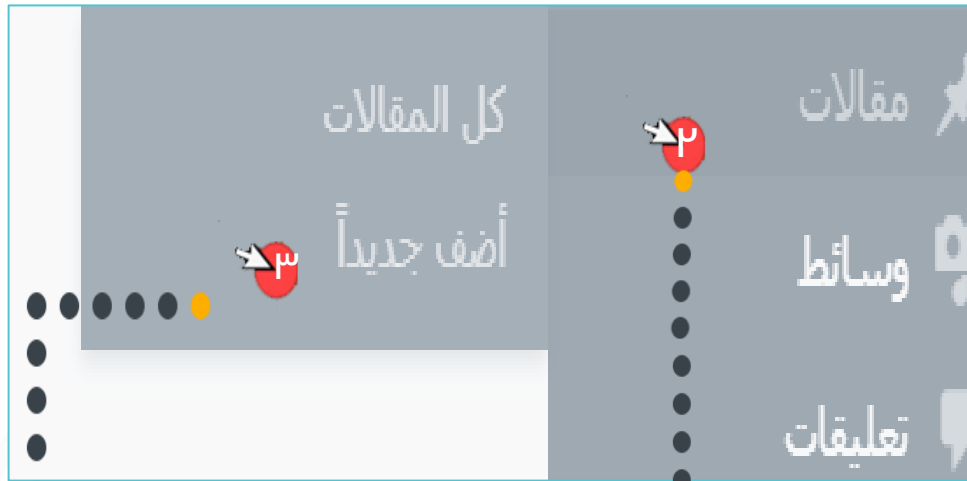 مقالات
٢
وسائط
تعليقات
كل المقالات
أضف جديداً
٣